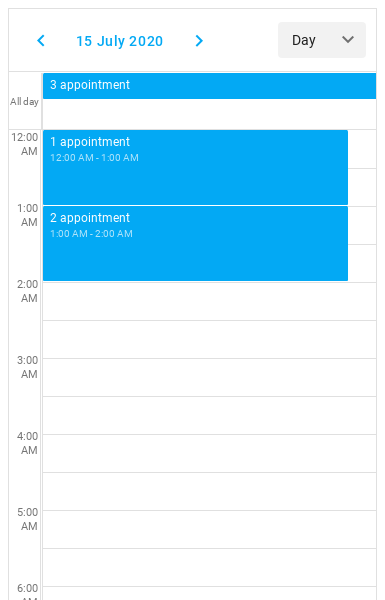 15 July 2020
Day
All day
3 appointment
12:00
AM
1 appointment
12:00 AM - 1:00 AM
1:00
AM
2 appointment
1:00 AM - 2:00 AM
2:00
AM
3:00
AM
4:00
AM
5:00
AM
6:00
AM